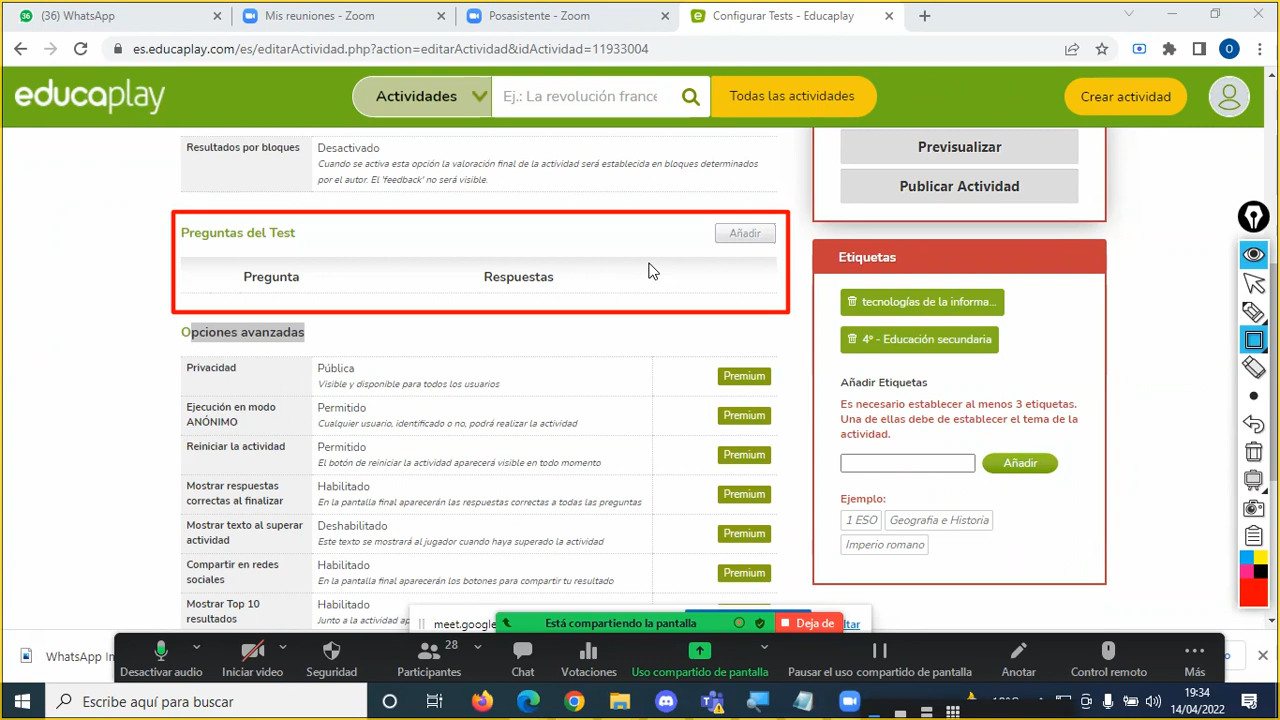 (36) WhatsApp
Mis reuniones - Zoom
Posasistente - Zoom
Configurar Tests - Educaplay
es.educaplay.com/es/editarActividad.php?action=editarActividad&idActividad=11933004
O
educaplay
Actividades
Ej.: La revolución france
Todas las actividades
Crear actividad
Resultados por bloques
Desactivado
Cuando se activa esta opción la valoración final de la actividad será establecida en bloques determinados
por el autor. El 'feedback' no será visible.
Previsualizar
Publicar Actividad
Preguntas del Test
Añadir
Pregunta
Respuestas
Opciones avanzadas
Privacidad
Pública
Visible y disponible para todos los usuarios
Premium
Ejecución en modo
ANÓNIMO
Permitido
Cualquier usuario, identificado o no, podrá realizar la actividad
Premium
Reiniciar la actividad
Permitido
El botón de reiniciar la actividad aparecerá visible en todo momento
Premium
Mostrar respuestas
correctas al finalizar
Habilitado
En la pantalla final aparecerán las respuestas correctas a todas las preguntas
Premium
Mostrar texto al superar
actividad
Deshabilitado
Este texto se mostrará al jugador cuando haya superado la actividad
Premium
Compartir en redes
sociales
Habilitado
En la pantalla final aparecerán los botones para compartir tu resultado
Premium
Mostrar Top 10
resultados
Habilitado
Junto a la actividad
Etiquetas
tecnologías de la informa...
4º - Educación secundaria
Añadir Etiquetas
Es necesario establecer al menos 3 etiquetas.
Una de ellas debe de establecer el tema de la
actividad.
Añadir
Ejemplo:
1 ESO
Geografia e Historia
Imperio romano
meet.google
Está compartiendo la pantalla
Deja de
ltar
WhatsApp Im
Desactivar audio
Iniciar video
Seguridad
28
Participantes
Chat
Votaciones
Uso compartido de pantalla
Pausar el uso compartido de pantalla
Anotar
Control remoto
Más
Escribe aquí para buscar
19:34
14/04/2022